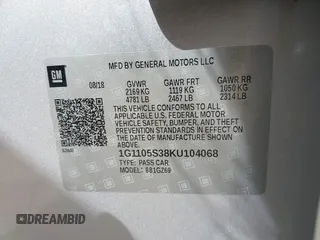 MFD BY GENERAL MOTORS LLC
GM
08/18 GVWR GAWR FRT GAWR RR
2169 KG 1119 KG 1050 KG
4781 LB 2467 LB 2314 LB
THIS VEHICLE CONFORMS TO ALL
APPLICABLE U.S. FEDERAL MOTOR
VEHICLE SAFETY, BUMPER, AND THEFT
PREVENTION STANDARDS IN EFFECT
ON THE DATE OF MANUFACTURE
SHOWN ABOVE.
1G1105S38KU104068
TYPE: PASS CAR
MODEL: 881GZ69
DREAMBID